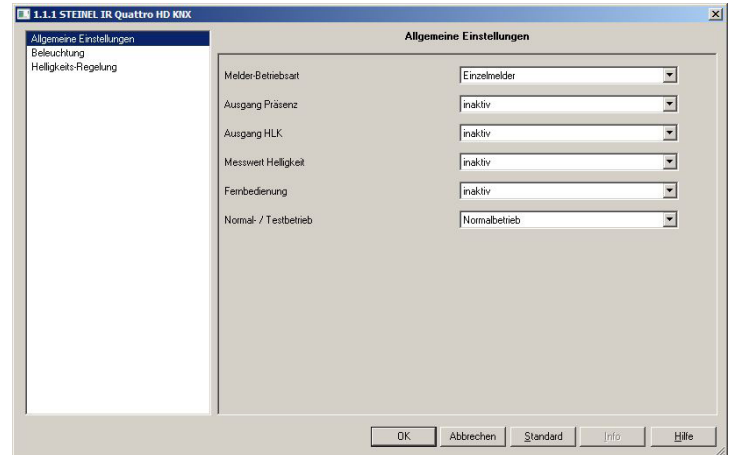 1.1.1 STEINEL IR Quattro HD KNX
Allgemeine Einstellungen
Beleuchtung
Helligkeits-Regelung
Allgemeine Einstellungen
Melder-Betriebsart Einzelmelder
Ausgang Präsenz inaktiv
Ausgang HLK inaktiv
Messwert Helligkeit inaktiv
Fernbedienung inaktiv
Normal- / Testbetrieb Normalbetrieb
OK Abbrechen Standard Info Hilfe